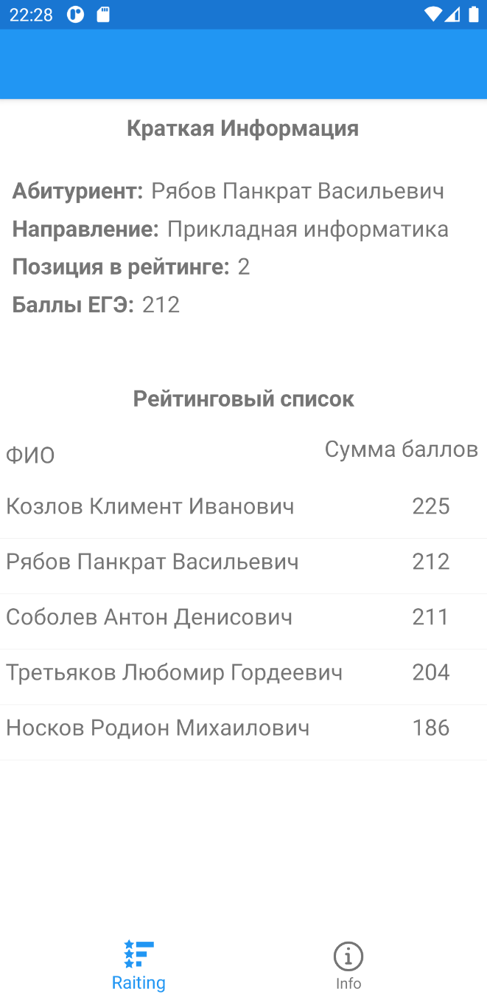 22:28
Краткая Информация
Абитуриент: Рябов Панкрат Васильевич
Направление: Прикладная информатика
Позиция в рейтинге: 2
Баллы ЕГЭ: 212
Рейтинговый список
ФИО Сумма баллов
Козлов Климент Иванович 225
Рябов Панкрат Васильевич 212
Соболев Антон Денисович 211
Третьяков Любомир Гордеевич 204
Носков Родион Михаилович 186
Raiting Info